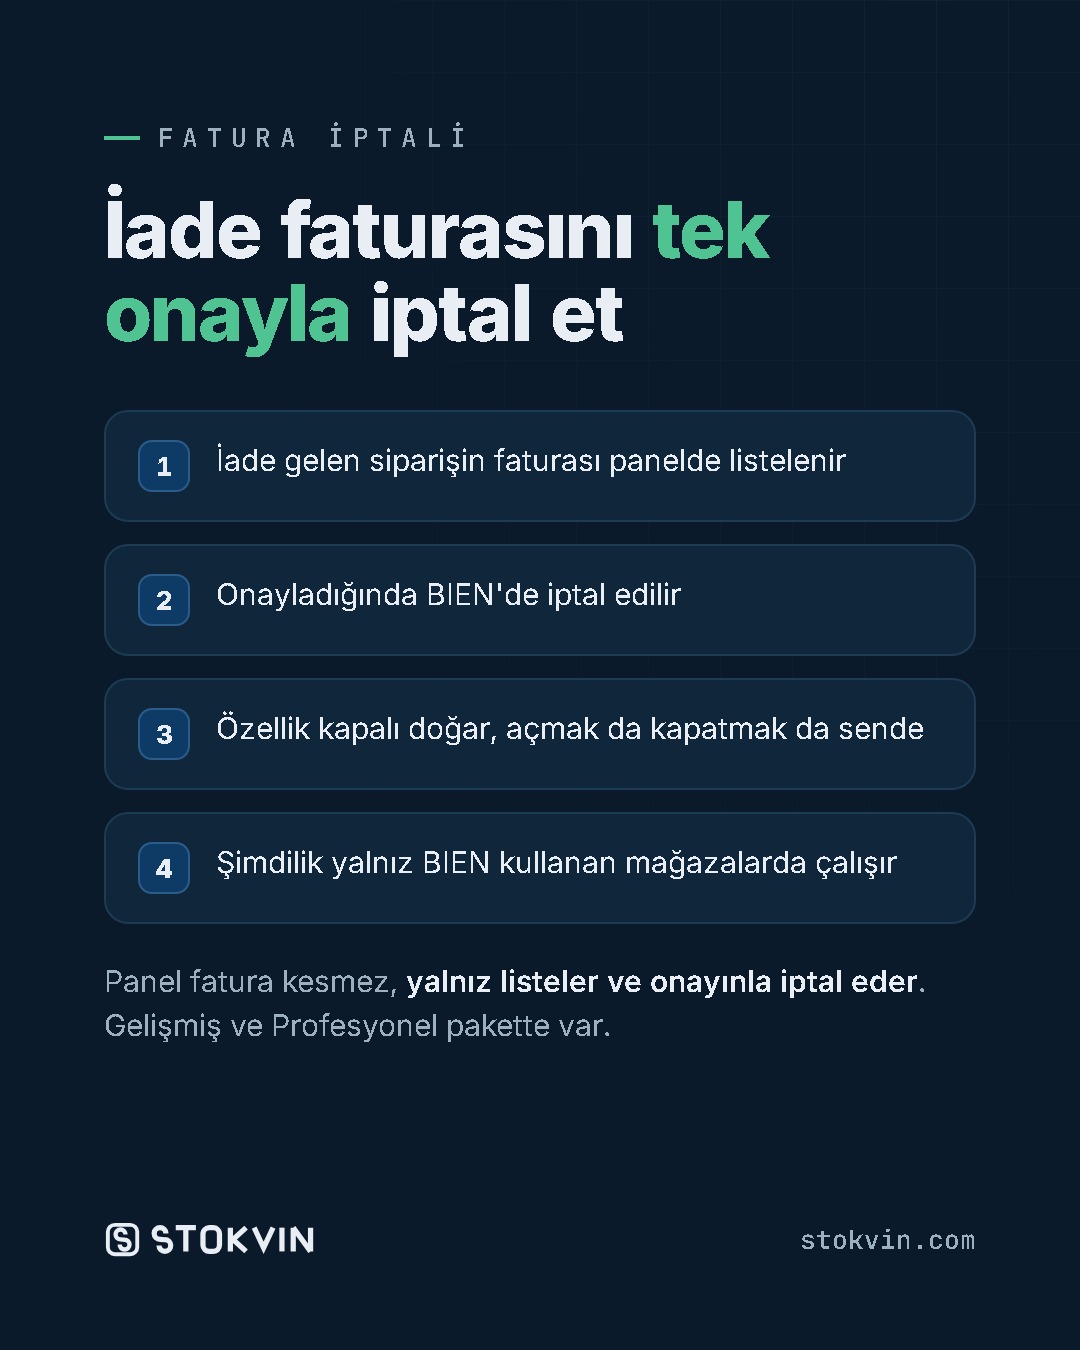 FATURA İPTALİ
İade faturasını tek
onayla iptal et
1 İade gelen siparişin faturası panelde listelenir
2 Onayladığında BIEN'de iptal edilir
3 Özellik kapalı doğar, açmak da kapatmak da sende
4 Şimdilik yalnız BIEN kullanan mağazalarda çalışır
Panel fatura kesmez, yalnız listeler ve onayınla iptal eder.
Gelişmiş ve Profesyonel pakette var.
STOKVIN
stokvin.com